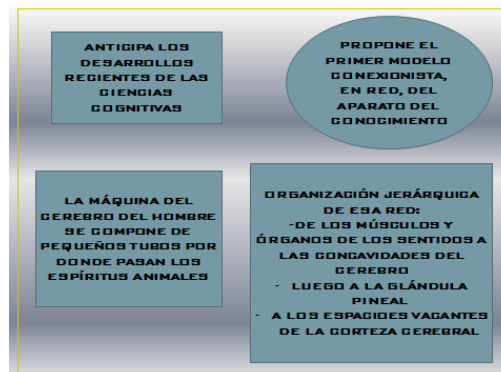 ANTICIPA LOS
DESARROLLOS
RECIENTES DE LAS
CIENCIAS
COGNITIVAS
PROPONE EL
PRIMER MODELO
CONEXIONISTA,
EN RED, DEL
APARATO DEL
CONOCIMIENTO
LA MÁQUINA DEL
CEREBRO DEL HOMBRE
SE COMPONE DE
PEQUEÑOS TUBOS POR
DONDE PASAN LOS
ESPÍRITUS ANIMALES
ORGANIZACIÓN JERÁRQUICA
DE ESA RED:
-DE LOS MÚSCULOS Y
ÓRGANOS DE LOS SENTIDOS A
LAS CONCAVIDADES DEL
CEREBRO
- LUEGO A LA GLÁNDULA
PINEAL
- A LOS ESPACIOES VACANTES
DE LA CORTEZA CEREBRAL